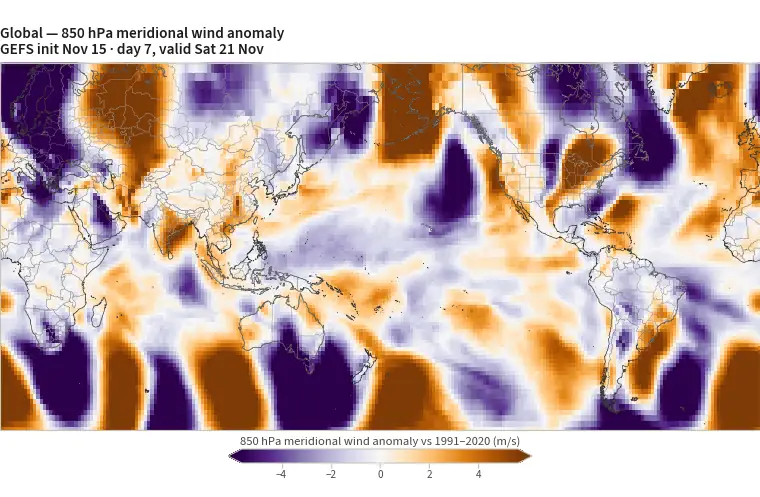 Global — 850 hPa meridional wind anomaly
GEFS init Nov 15 · day 7, valid Sat 21 Nov
850 hPa meridional wind anomaly vs 1991–2020 (m/s)
−4 −2 0 2 4